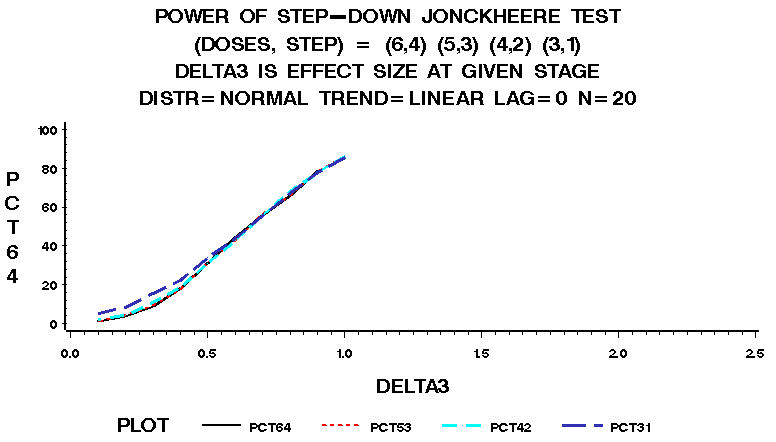 POWER OF STEP-DOWN JONCKHEERE TEST
(DOSES, STEP) = (6,4) (5,3) (4,2) (3,1)
DELTA3 IS EFFECT SIZE AT GIVEN STAGE
DISTR=NORMAL TREND=LINEAR LAG=0 N=20
PCT64
100
80
60
40
20
0
0.0 0.5 1.0 1.5 2.0 2.5
DELTA3
PLOT PCT64 PCT53 PCT42 PCT31